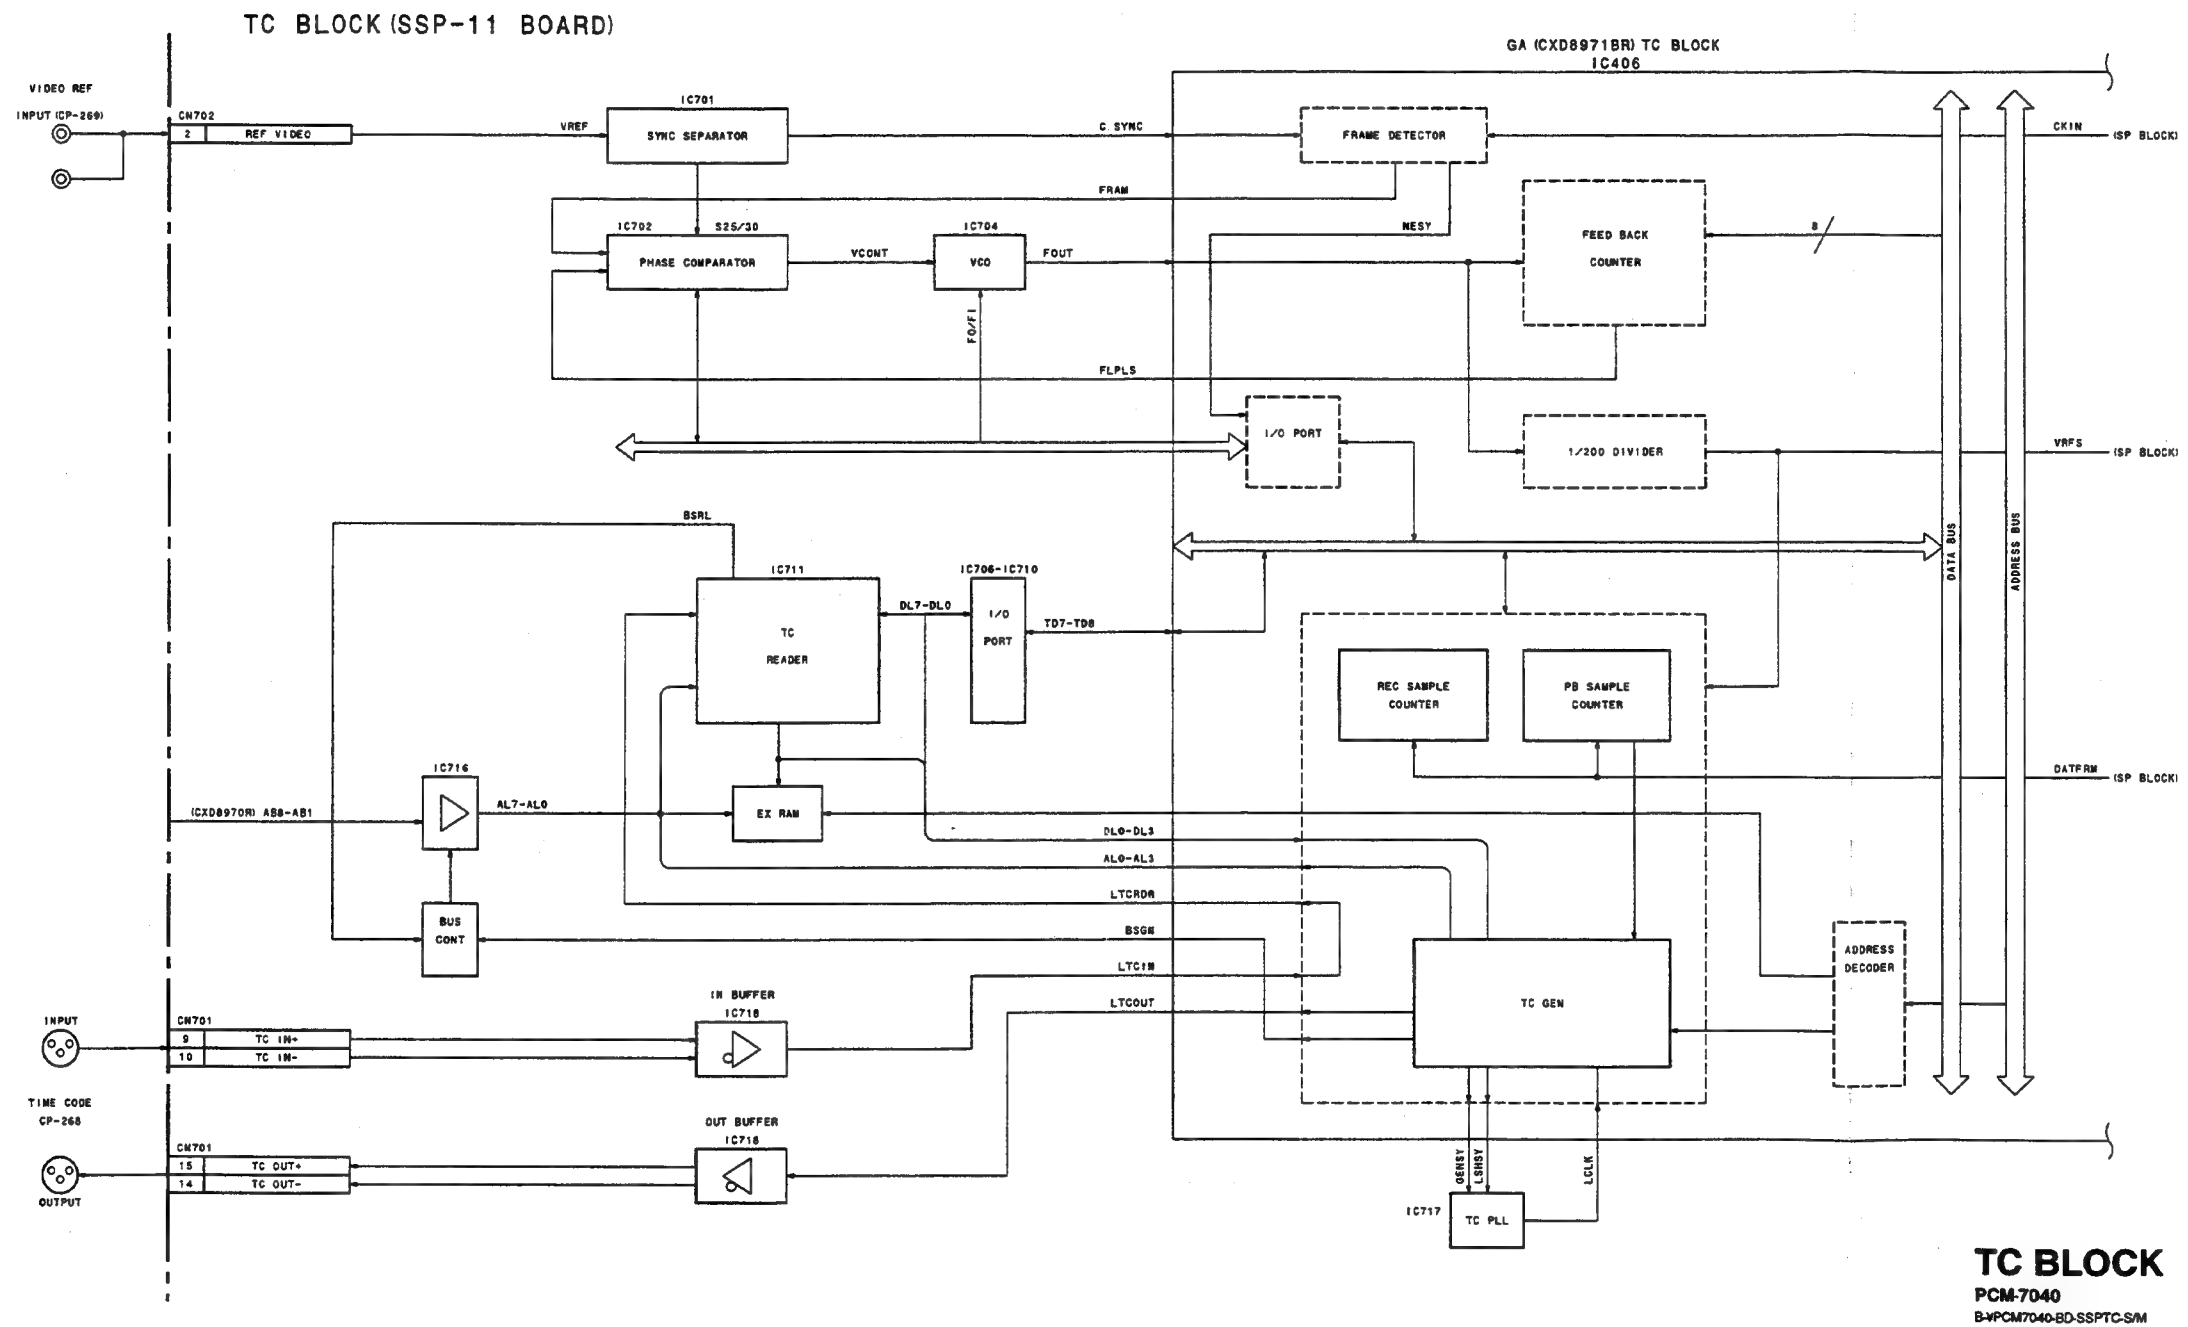 TC BLOCK (SSP-11 BOARD)
GA (CXD8971BR) TC BLOCK
IC406
VIDEO REF
INPUT (CP-269)
CN702
2 REF VIDEO
VREF
IC701
SYNC SEPARATOR
C.SYNC
FRAME DETECTOR
CKIN
(SP BLOCK)
FRAM
NESY
IC702
S25/30
PHASE COMPARATOR
VCONT
IC704
VCO
FOUT
FEED BACK
COUNTER
8
F0/F1
FLPLS
I/O PORT
1/200 DIVIDER
VRFS
(SP BLOCK)
DATA BUS
ADDRESS BUS
BSRL
IC711
TC
READER
DL7-DL0
IC706-IC710
I/O
PORT
TD7-TD8
REC SAMPLE
COUNTER
PB SAMPLE
COUNTER
DATFRM
(SP BLOCK)
IC716
(CXD8970R) AB8-AB1
AL7-AL0
EX RAM
DL0-DL3
AL0-AL3
LTCRDR
BUS
CONT
BSGN
LTCIN
LTCOUT
TC GEN
ADDRESS
DECODER
IN BUFFER
IC718
INPUT
CN701
9 TC IN+
10 TC IN-
TIME CODE
CP-268
OUT BUFFER
IC718
CN701
15 TC OUT+
14 TC OUT-
OUTPUT
GENSY
LSHSY
LCLK
IC717
TC PLL
TC BLOCK
PCM-7040
B-¥PCM7040-BD-SSPTC-S/M